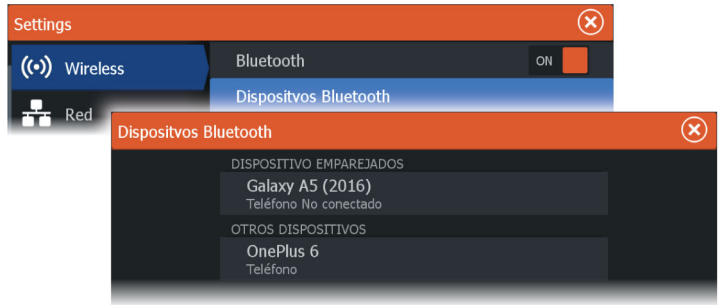 Settings
Wireless
Bluetooth
ON
Dispositvos Bluetooth
Red
Dispositvos Bluetooth
DISPOSITIVO EMPAREJADOS
Galaxy A5 (2016)
Teléfono No conectado
OTROS DISPOSITIVOS
OnePlus 6
Teléfono